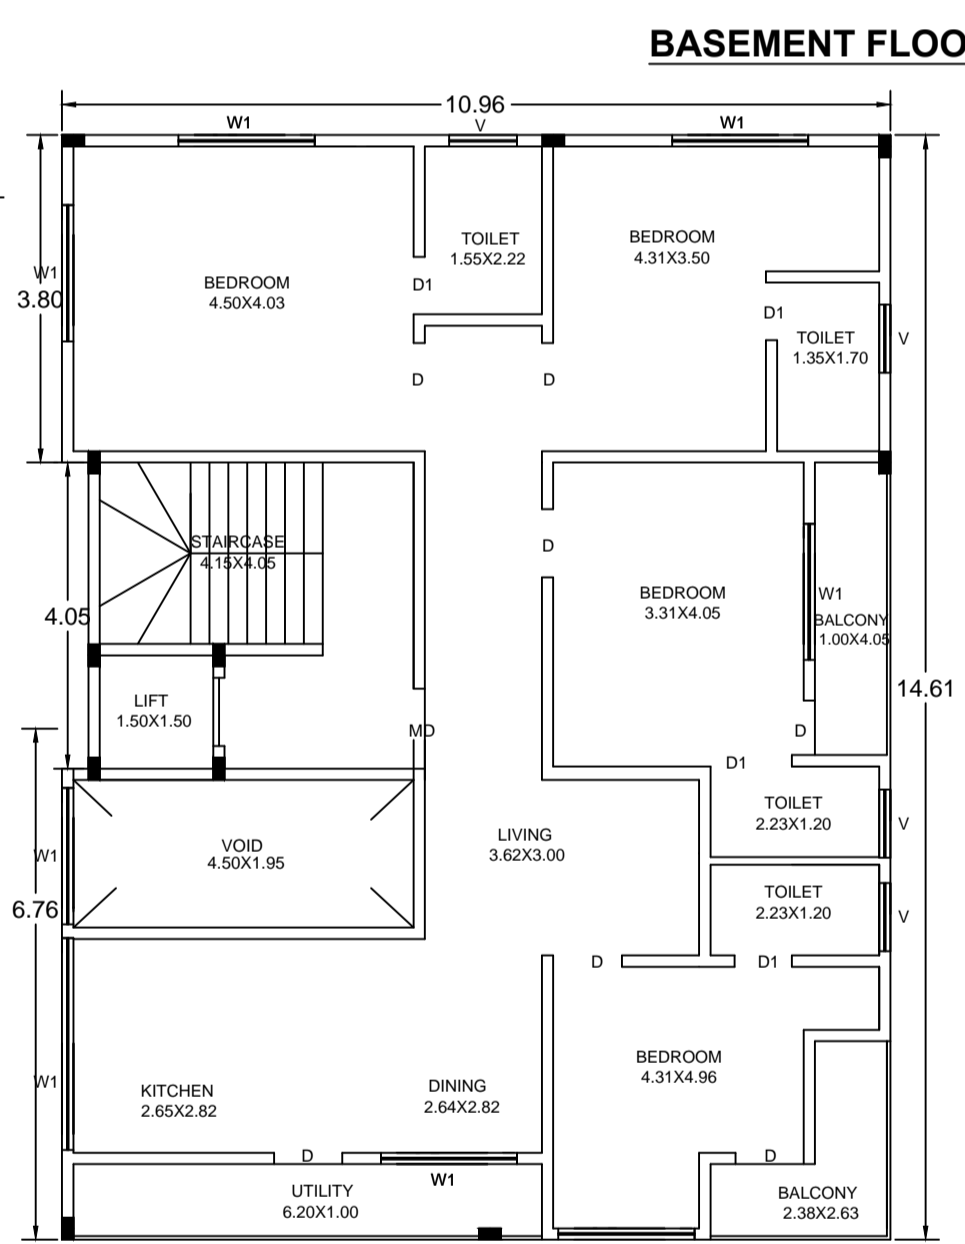 BASEMENT FLOO
10.96
W1
V
W1
TOILET
1.55X2.22
BEDROOM
4.31X3.50
W1
3.80
BEDROOM
4.50X4.03
D1
D1
TOILET
1.35X1.70
V
D
D
STAIRCASE
4.15X4.05
D
BEDROOM
3.31X4.05
W1
BALCONY
1.00X4.05
4.05
14.61
LIFT
1.50X1.50
MD
D
D1
TOILET
2.23X1.20
V
LIVING
3.62X3.00
VOID
4.50X1.95
W1
TOILET
2.23X1.20
V
6.76
D
D1
BEDROOM
4.31X4.96
W1
KITCHEN
2.65X2.82
DINING
2.64X2.82
D
D
W1
UTILITY
6.20X1.00
BALCONY
2.38X2.63